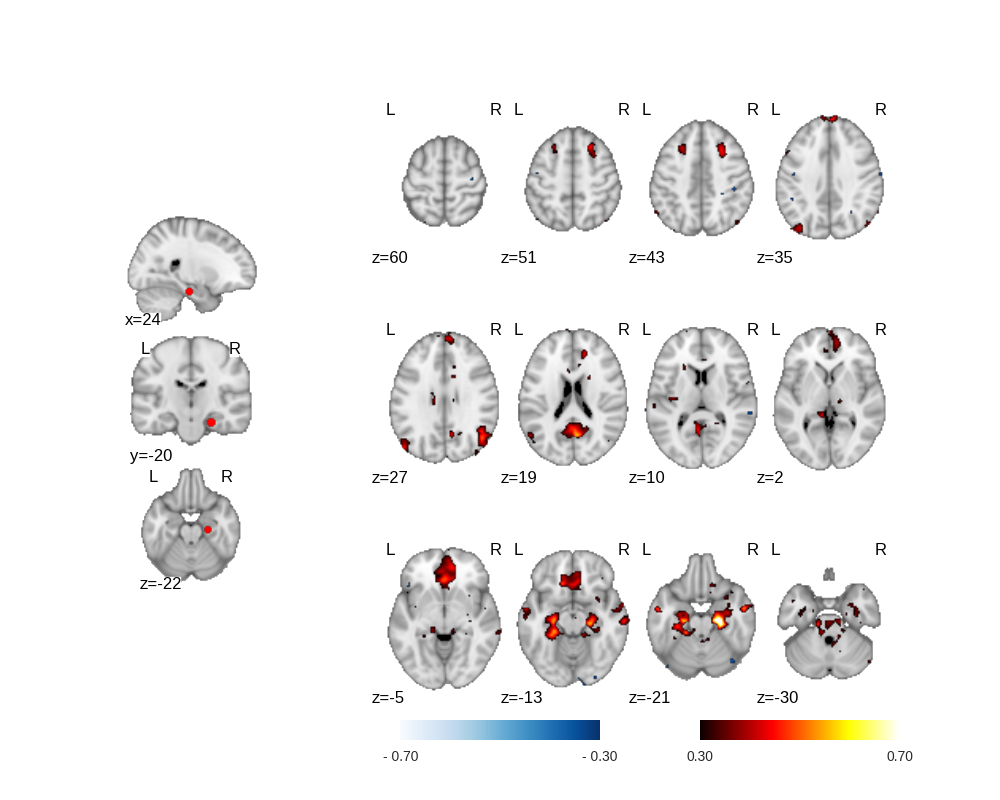 L R L R L R L R
z=60 z=51 z=43 z=35
x=24
L R
y=-20
L R
z=-22
L R L R L R L R
z=27 z=19 z=10 z=2
L R L R L R L R
z=-5 z=-13 z=-21 z=-30
- 0.70 - 0.30 0.30 0.70